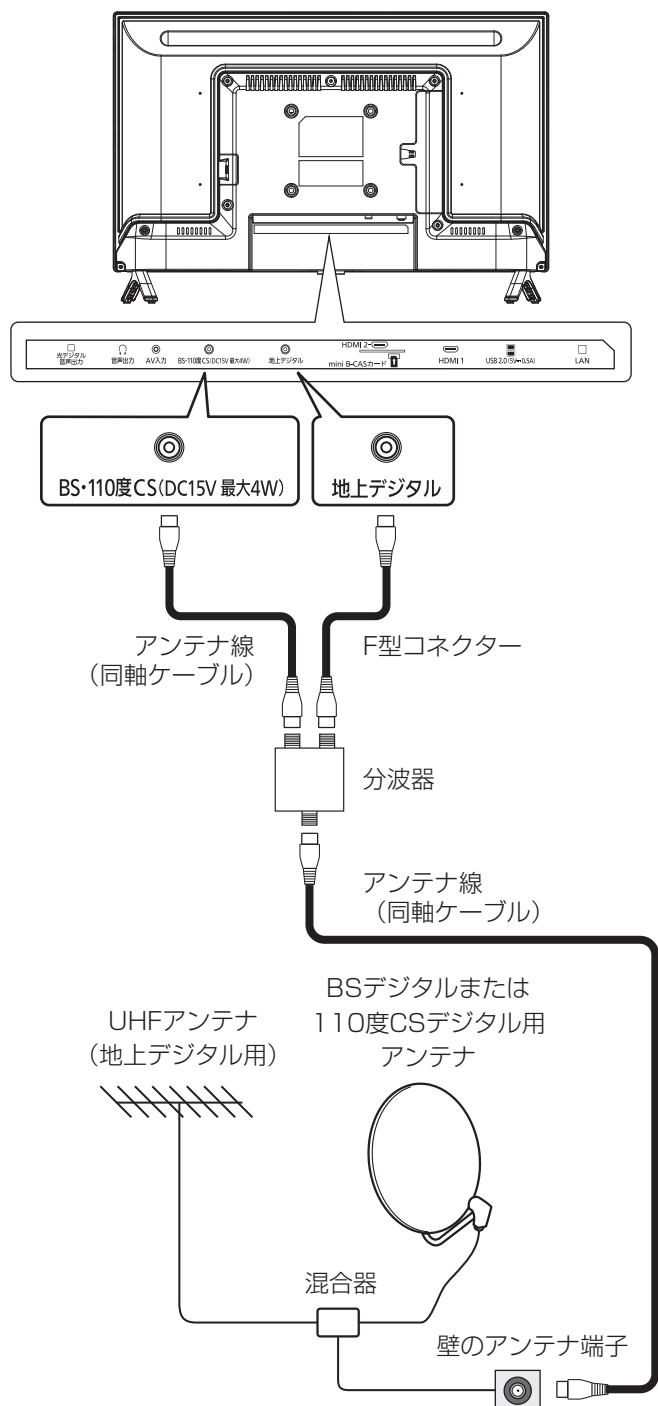 光デジタル
音声出力
音声出力
AV入力
BS・110度CS(DC15V 最大4W)
地上デジタル
HDMI 2
mini B-CASカード
HDMI 1
USB 2.0 (5V⎓0.5A)
LAN
BS・110度CS(DC15V 最大4W)
地上デジタル
アンテナ線
（同軸ケーブル）
F型コネクター
分波器
アンテナ線
（同軸ケーブル）
UHFアンテナ
（地上デジタル用）
BSデジタルまたは
110度CSデジタル用
アンテナ
混合器
壁のアンテナ端子